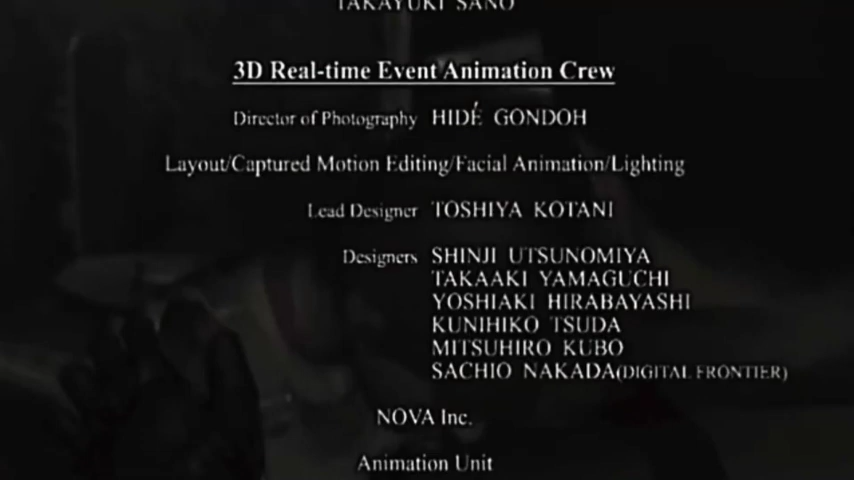 TAKAYUKI SANO
3D Real-time Event Animation Crew
Director of Photography HIDÉ GONDOH
Layout/Captured Motion Editing/Facial Animation/Lighting
Lead Designer TOSHIYA KOTANI
Designers SHINJI UTSUNOMIYA
TAKAAKI YAMAGUCHI
YOSHIAKI HIRABAYASHI
KUNIHIKO TSUDA
MITSUHIRO KUBO
SACHIO NAKADA(DIGITAL FRONTIER)
NOVA Inc.
Animation Unit